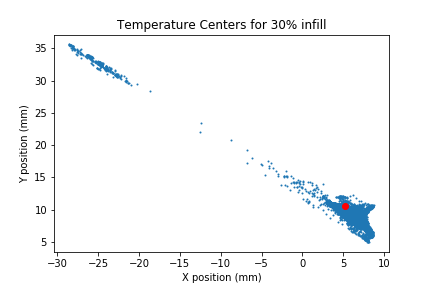 Temperature Centers for 30% infill
35
30
25
20
15
10
5
Y position (mm)
−30 −25 −20 −15 −10 −5 0 5 10
X position (mm)